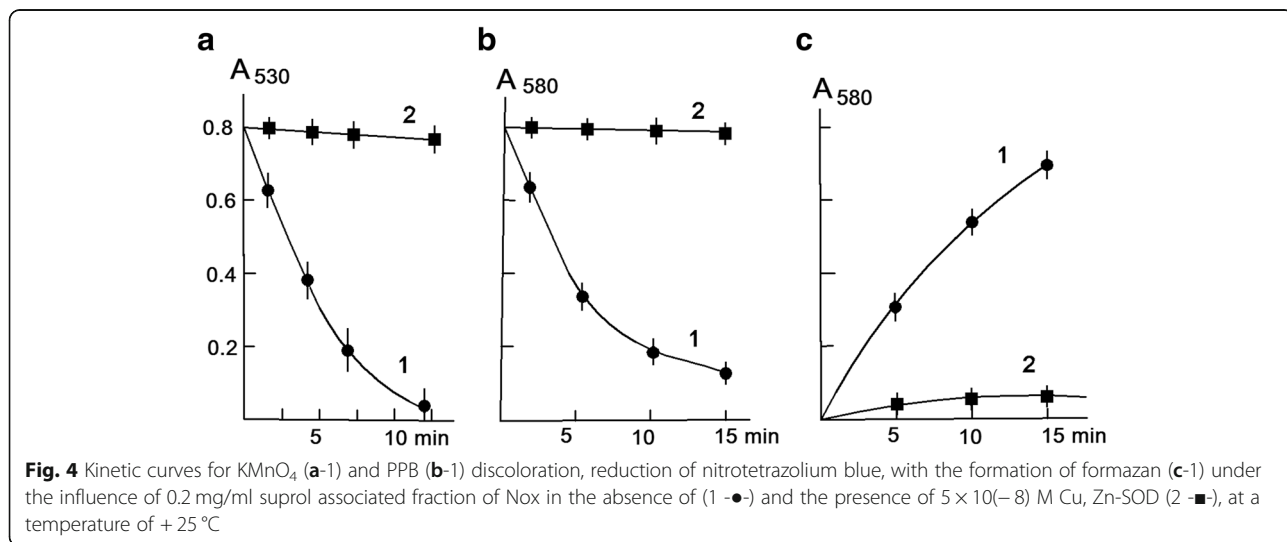 a b c
A 530 A 580 A 580
0.8 2 2
1
0.6
0.4
1
0.2 1 2
5 10 min 5 10 15 min 5 10 15 min
Fig. 4 Kinetic curves for KMnO4 (a-1) and PPB (b-1) discoloration, reduction of nitrotetrazolium blue, with the formation of formazan (c-1) under
the influence of 0.2 mg/ml suprol associated fraction of Nox in the absence of (1 -●-) and the presence of 5 × 10(− 8) M Cu, Zn-SOD (2 -■-), at a
temperature of + 25 °C